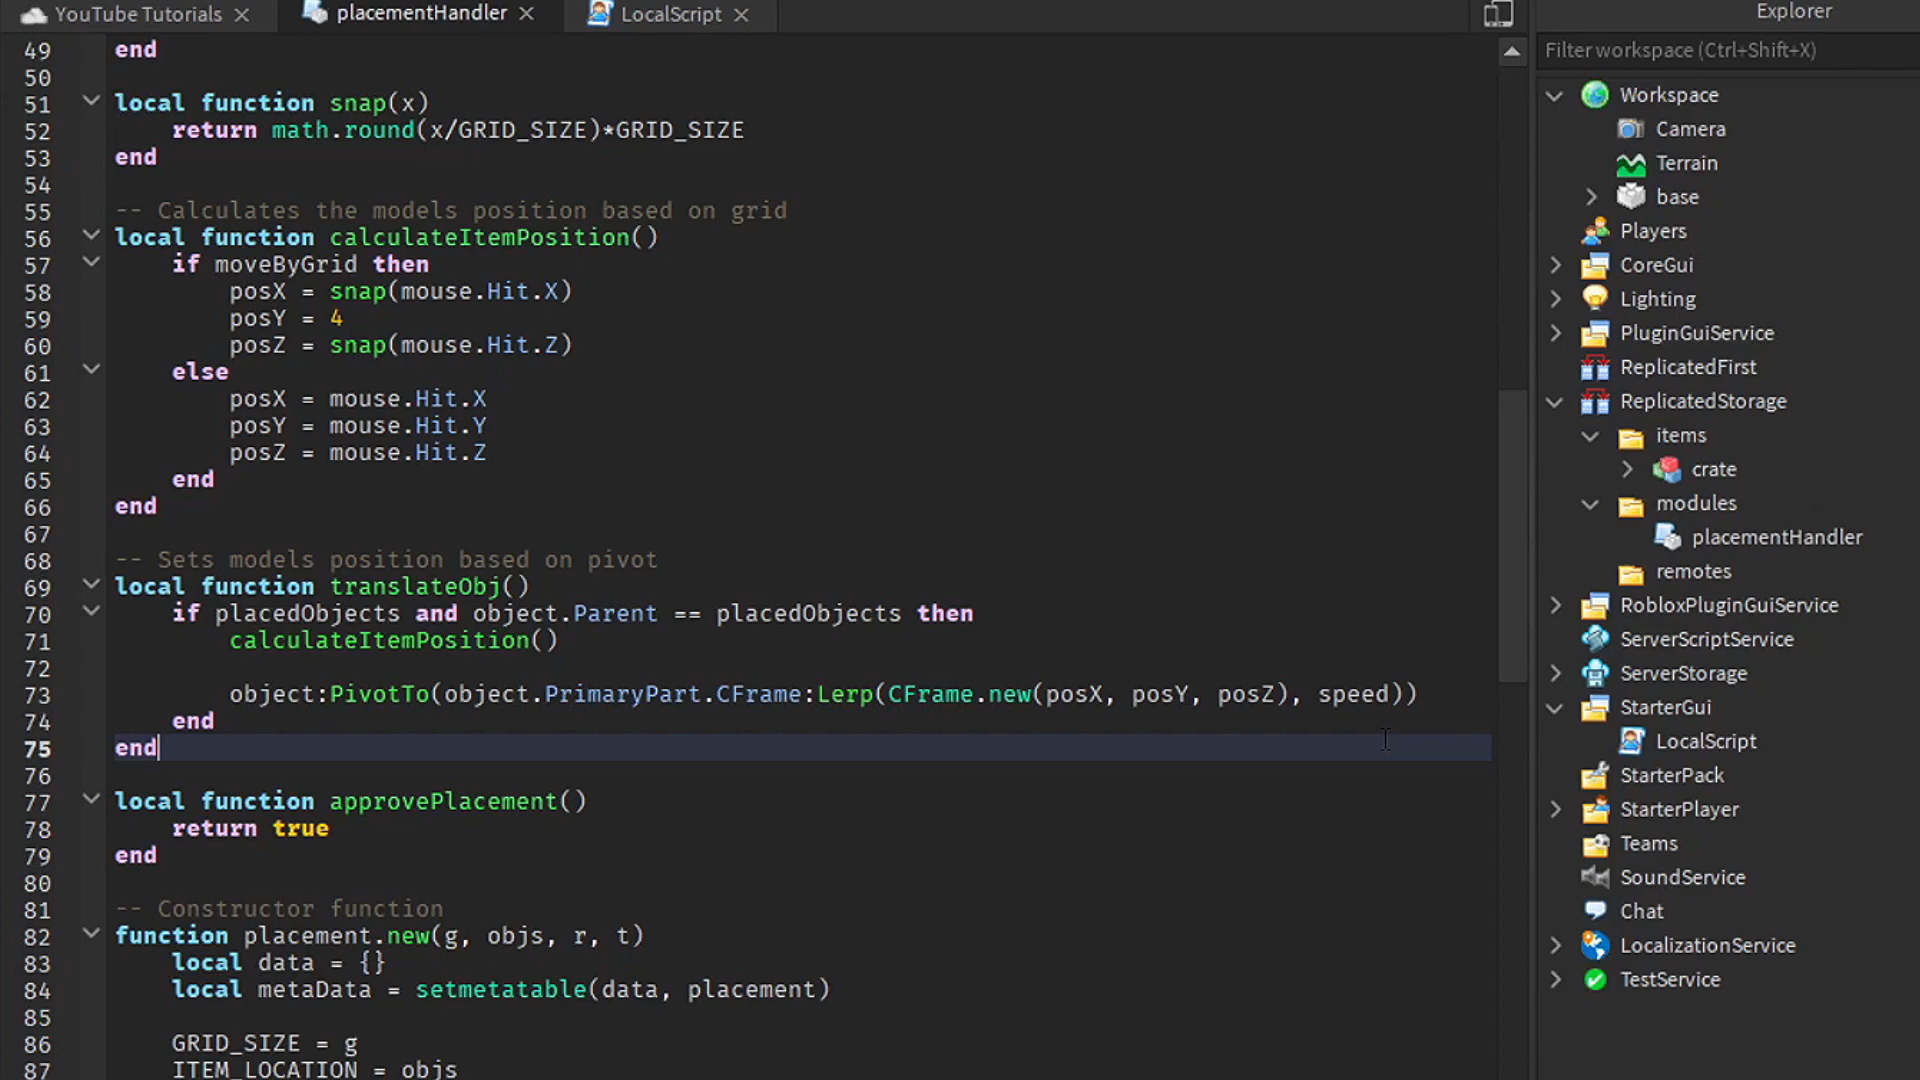 YouTube Tutorials
placementHandler
LocalScript
Explorer
49 end
50
51 local function snap(x)
52     return math.round(x/GRID_SIZE)*GRID_SIZE
53 end
54
55 -- Calculates the models position based on grid
56 local function calculateItemPosition()
57     if moveByGrid then
58         posX = snap(mouse.Hit.X)
59         posY = 4
60         posZ = snap(mouse.Hit.Z)
61     else
62         posX = mouse.Hit.X
63         posY = mouse.Hit.Y
64         posZ = mouse.Hit.Z
65     end
66 end
67
68 -- Sets models position based on pivot
69 local function translateObj()
70     if placedObjects and object.Parent == placedObjects then
71         calculateItemPosition()
72
73         object:PivotTo(object.PrimaryPart.CFrame:Lerp(CFrame.new(posX, posY, posZ), speed))
74     end
75 end
76
77 local function approvePlacement()
78     return true
79 end
80
81 -- Constructor function
82 function placement.new(g, objs, r, t)
83     local data = {}
84     local metaData = setmetatable(data, placement)
85
86     GRID_SIZE = g
87     ITEM_LOCATION = objs
Filter workspace (Ctrl+Shift+X)
Workspace
Camera
Terrain
base
Players
CoreGui
Lighting
PluginGuiService
ReplicatedFirst
ReplicatedStorage
items
crate
modules
placementHandler
remotes
RobloxPluginGuiService
ServerScriptService
ServerStorage
StarterGui
LocalScript
StarterPack
StarterPlayer
Teams
SoundService
Chat
LocalizationService
TestService